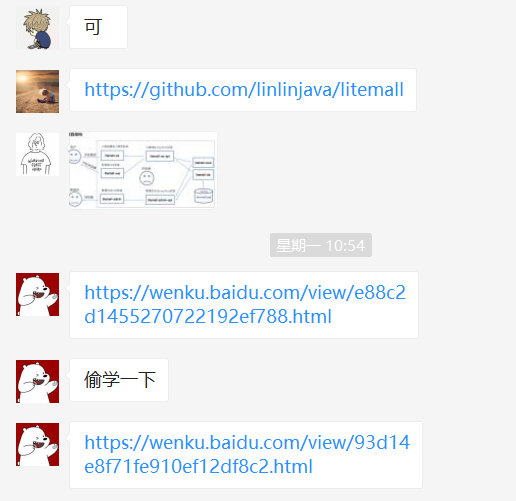 可
https://github.com/linlinjava/litemall
星期一 10:54
https://wenku.baidu.com/view/e88c2
d1455270722192ef788.html
偷学一下
https://wenku.baidu.com/view/93d14
e8f71fe910ef12df8c2.html